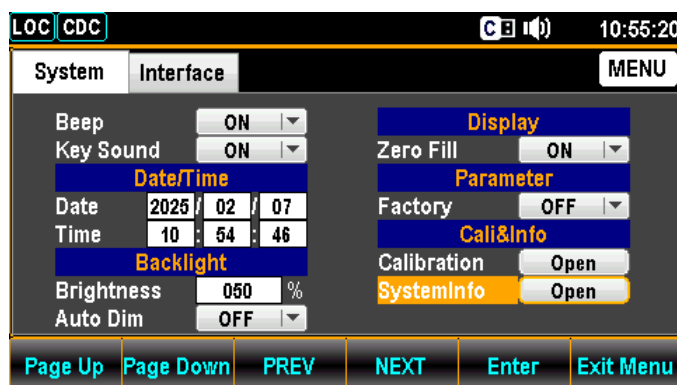 LOC CDC C 10:55:20
System Interface MENU
Beep ON
Key Sound ON
Date/Time
Date 2025 / 02 / 07
Time 10 : 54 : 46
Backlight
Brightness 050 %
Auto Dim OFF
Display
Zero Fill ON
Parameter
Factory OFF
Cali&Info
Calibration Open
SystemInfo Open
Page Up Page Down PREV NEXT Enter Exit Menu